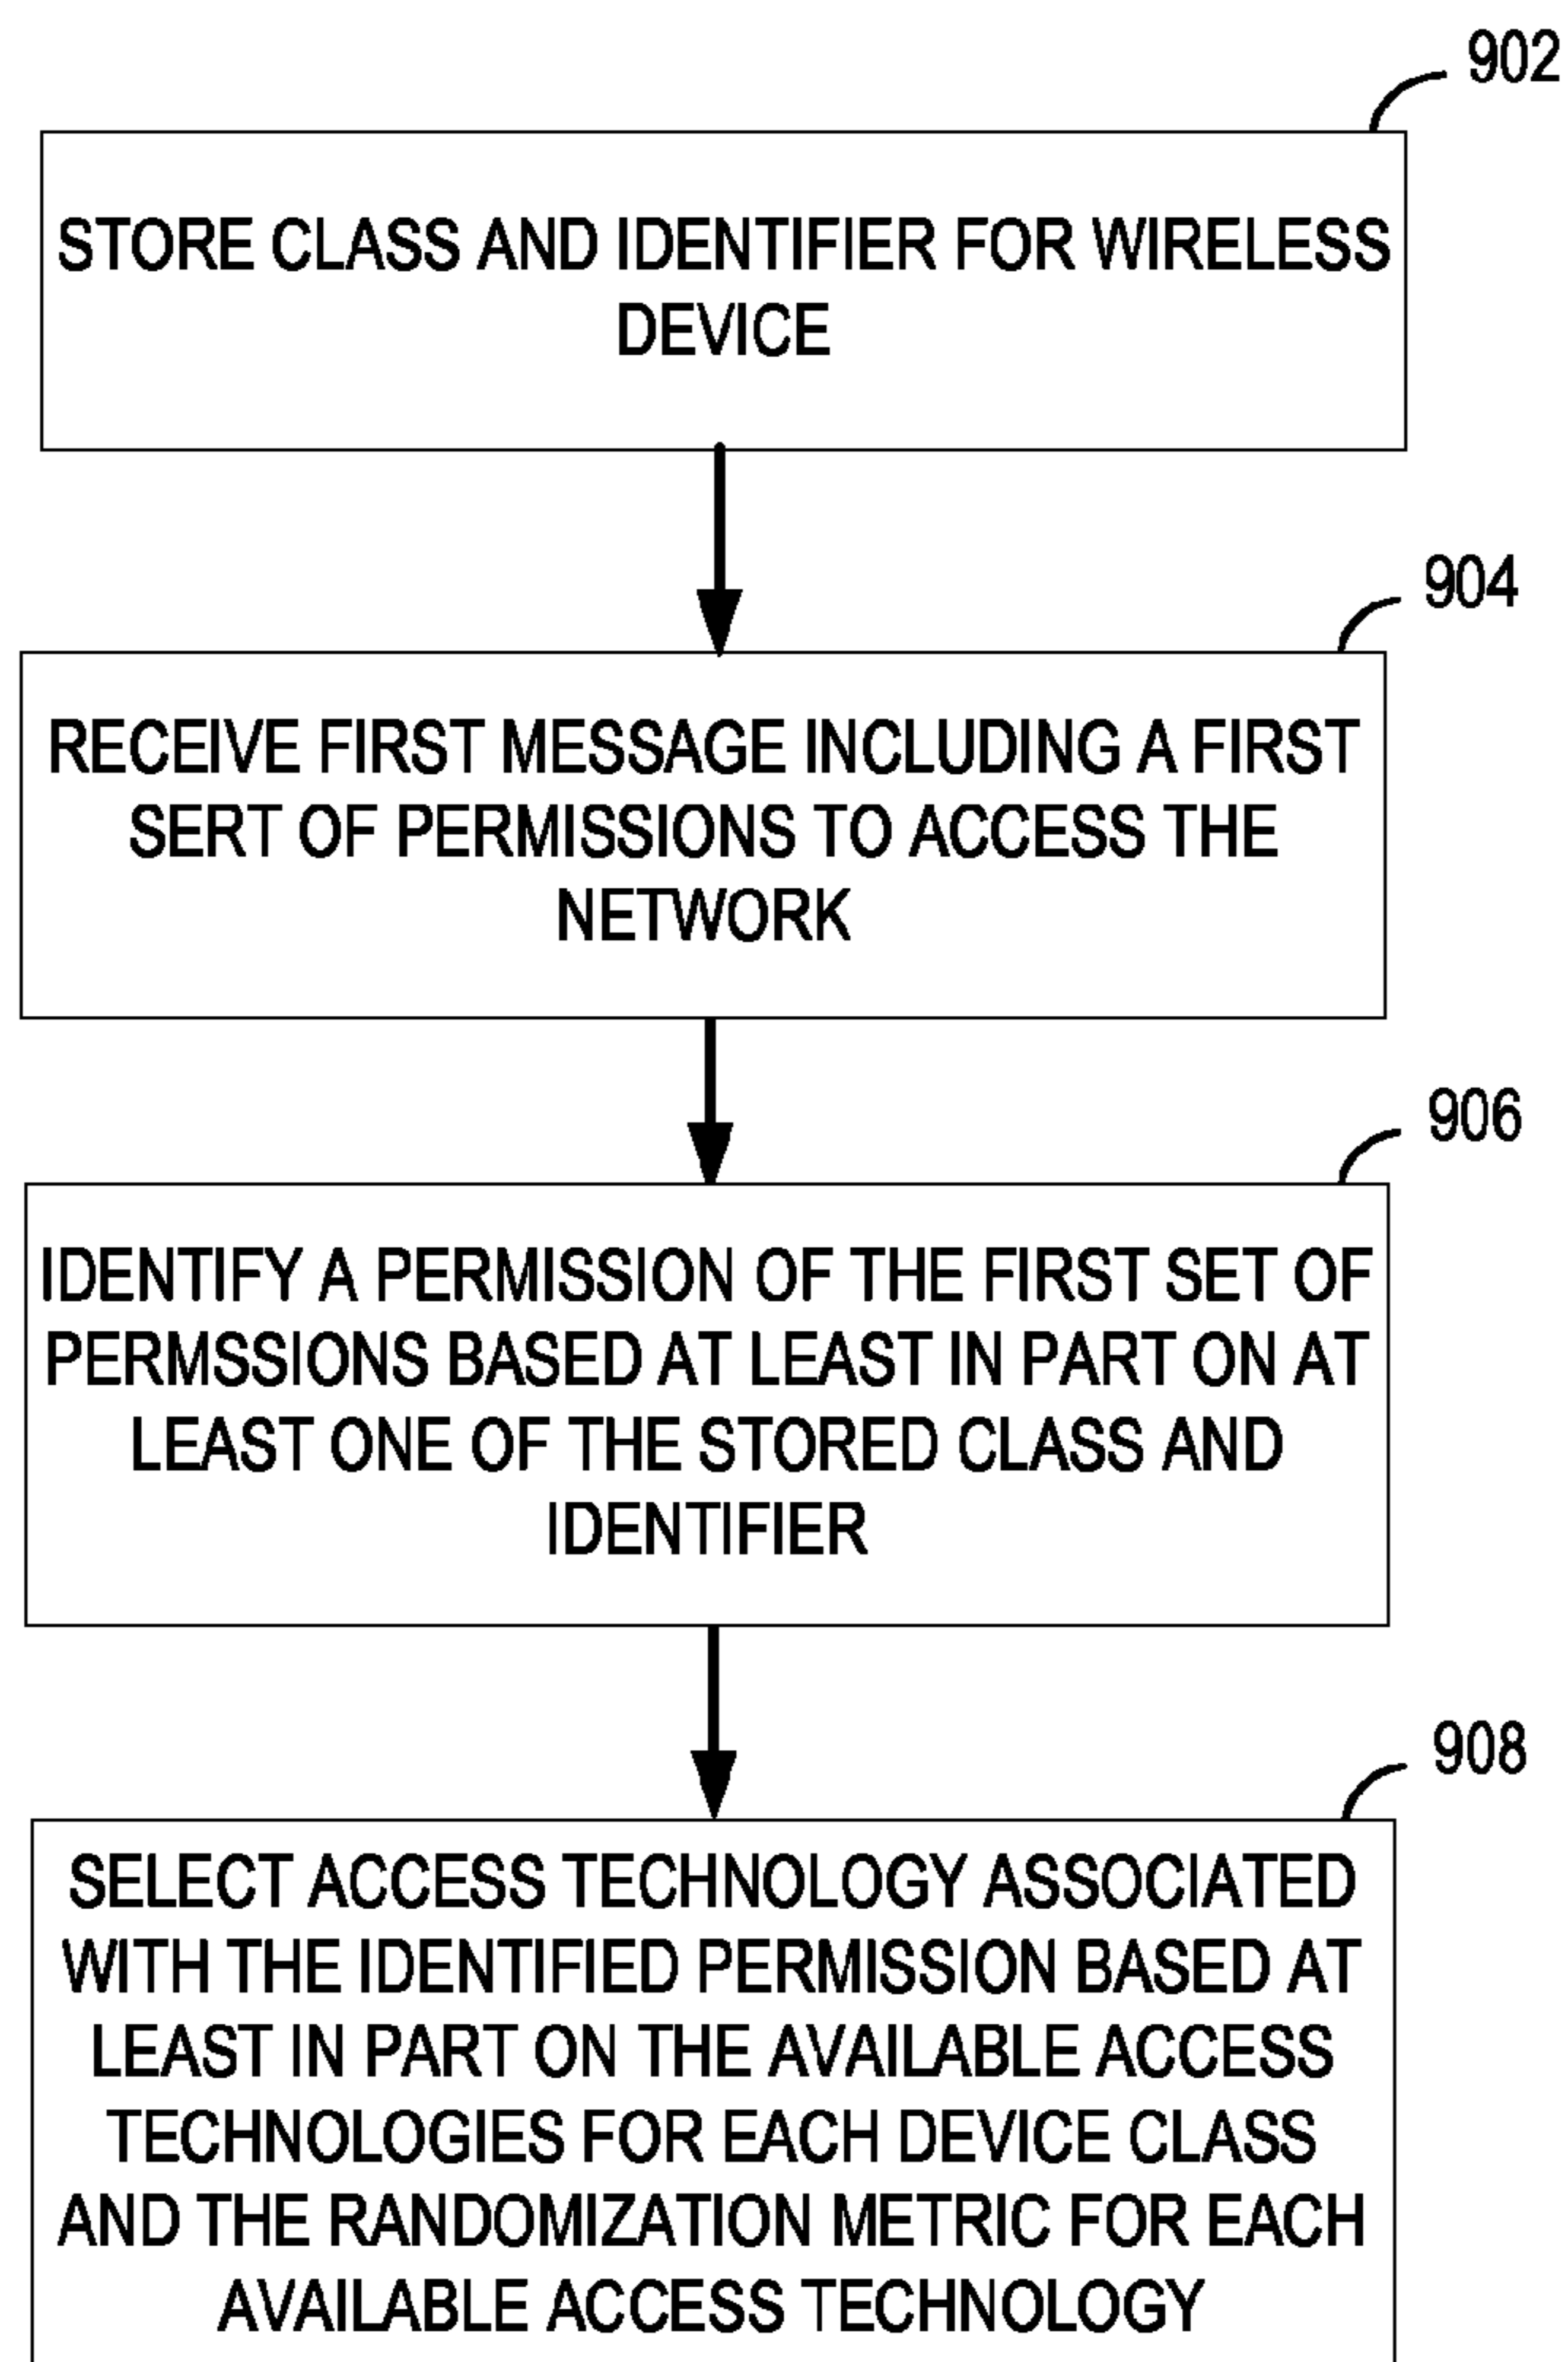 902
STORE CLASS AND IDENTIFIER FOR WIRELESS
DEVICE
904
RECEIVE FIRST MESSAGE INCLUDING A FIRST
SERT OF PERMISSIONS TO ACCESS THE
NETWORK
906
IDENTIFY A PERMISSION OF THE FIRST SET OF
PERMSSIONS BASED AT LEAST IN PART ON AT
LEAST ONE OF THE STORED CLASS AND
IDENTIFIER
908
SELECT ACCESS TECHNOLOGY ASSOCIATED
WITH THE IDENTIFIED PERMISSION BASED AT
LEAST IN PART ON THE AVAILABLE ACCESS
TECHNOLOGIES FOR EACH DEVICE CLASS
AND THE RANDOMIZATION METRIC FOR EACH
AVAILABLE ACCESS TECHNOLOGY